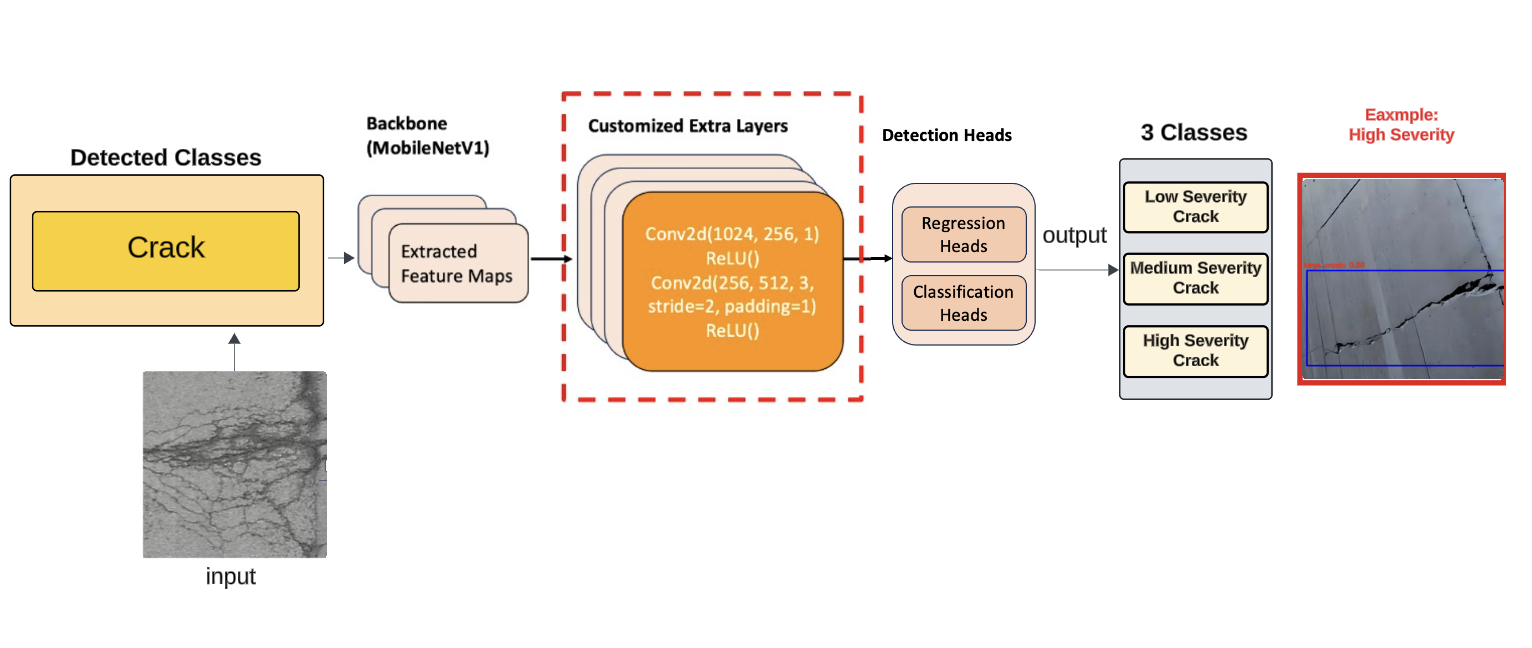 Detected Classes
Crack
input
Backbone
(MobileNetV1)
Extracted
Feature Maps
Customized Extra Layers
Conv2d(1024, 256, 1)
ReLU()
Conv2d(256, 512, 3,
stride=2, padding=1)
ReLU()
Detection Heads
Regression
Heads
Classification
Heads
output
3 Classes
Low Severity
Crack
Medium Severity
Crack
High Severity
Crack
Eaxmple:
High Severity